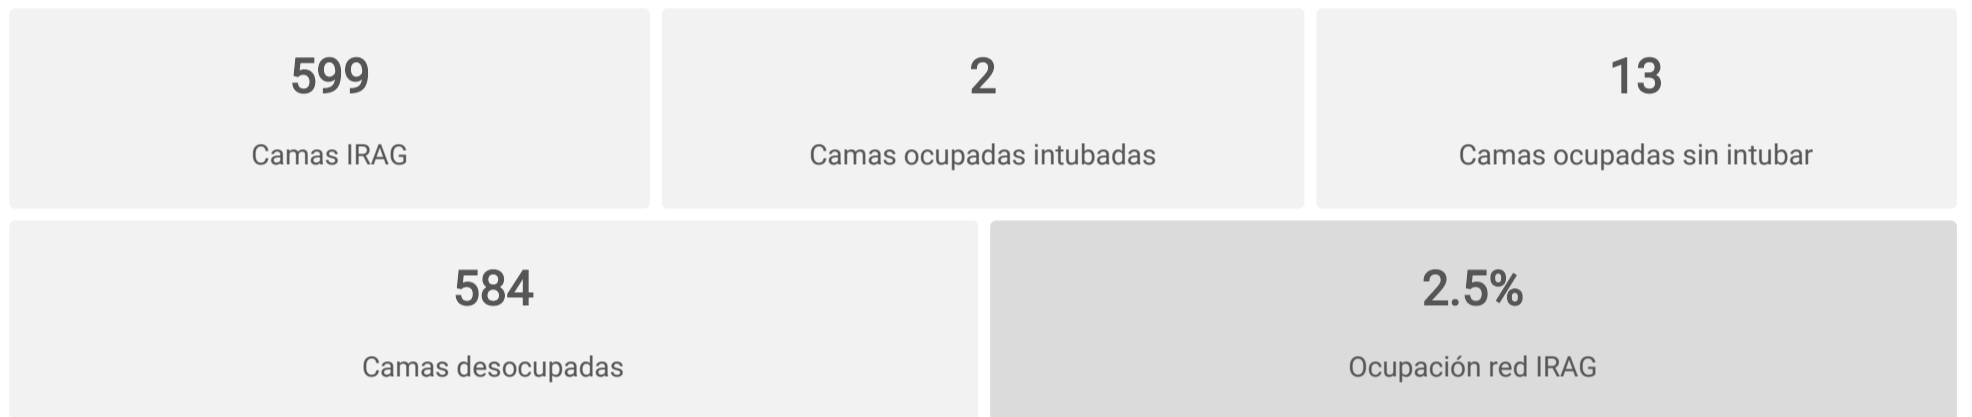 599
Camas IRAG
2
Camas ocupadas intubadas
13
Camas ocupadas sin intubar
584
Camas desocupadas
2.5%
Ocupación red IRAG